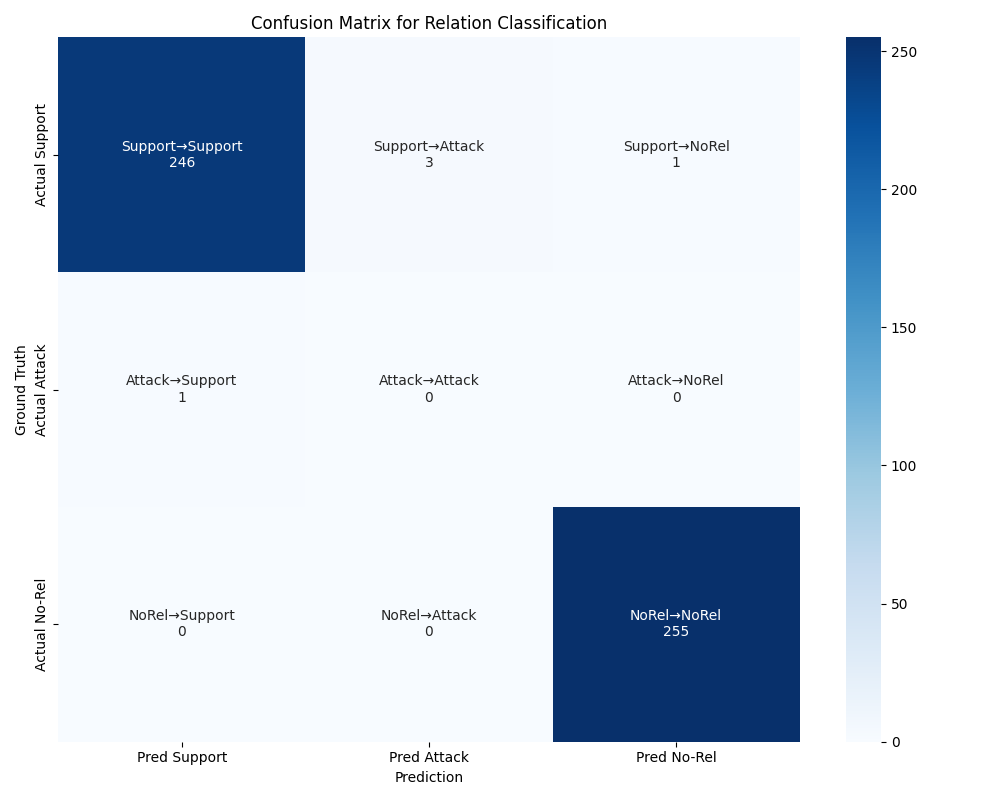 Confusion Matrix for Relation Classification
Ground Truth
Actual Support
Support→Support
246
Support→Attack
3
Support→NoRel
1
Actual Attack
Attack→Support
1
Attack→Attack
0
Attack→NoRel
0
Actual No-Rel
NoRel→Support
0
NoRel→Attack
0
NoRel→NoRel
255
Pred Support
Pred Attack
Pred No-Rel
Prediction
250
200
150
100
50
0